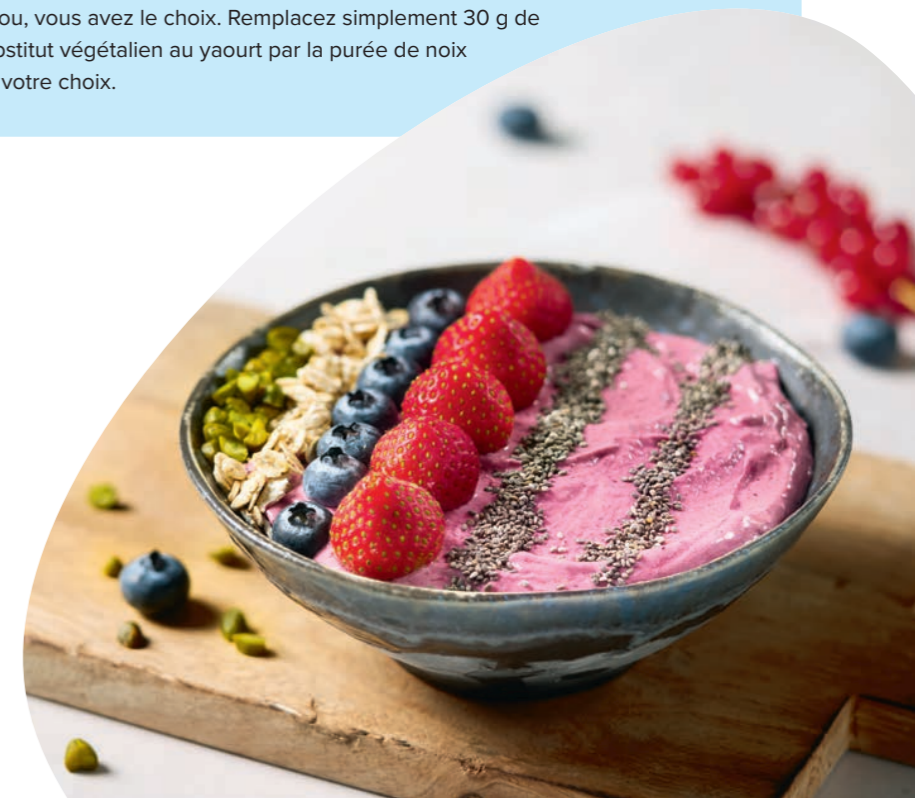 ou, vous avez le choix. Remplacez simplement 30 g de
stitut végétalien au yaourt par la purée de noix
votre choix.